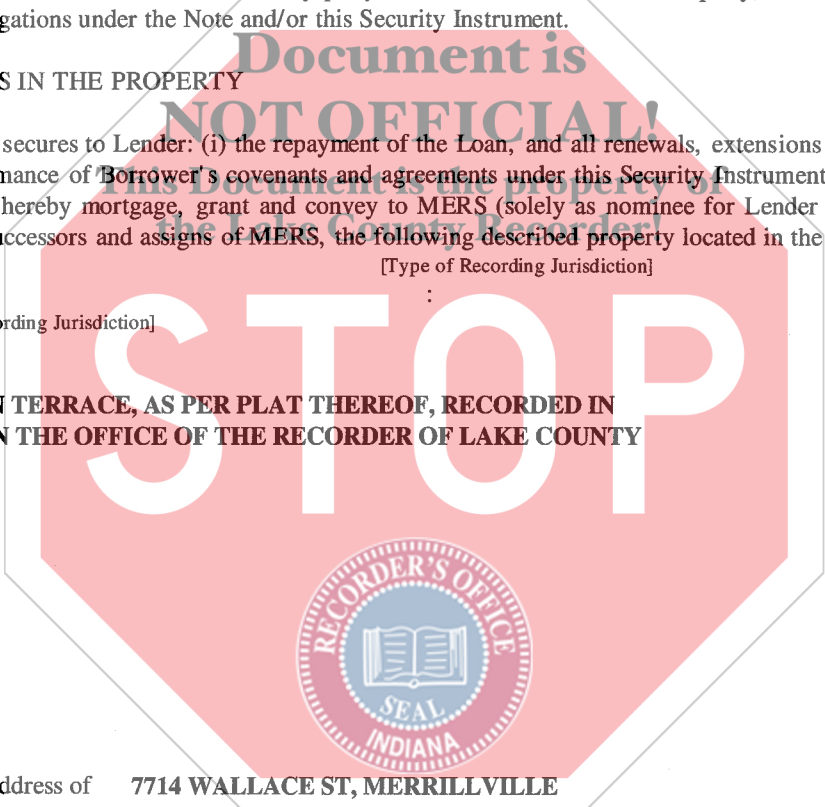 gations under the Note and/or this Security Instrument.
Document is
S IN THE PROPERTY
NOT OFFICIAL!
secures to Lender: (i) the repayment of the Loan, and all renewals, extensions
mance of Borrower's covenants and agreements under this Security Instrument
This Document is the property of
hereby mortgage, grant and convey to MERS (solely as nominee for Lender
the Lake County Recorder!
uccessors and assigns of MERS, the following described property located in the
[Type of Recording Jurisdiction]
:
ording Jurisdiction]
STOP
N TERRACE, AS PER PLAT THEREOF, RECORDED IN
N THE OFFICE OF THE RECORDER OF LAKE COUNTY
RECORDER'S OFFICE
SEAL
INDIANA
ddress of 7714 WALLACE ST, MERRILLVILLE